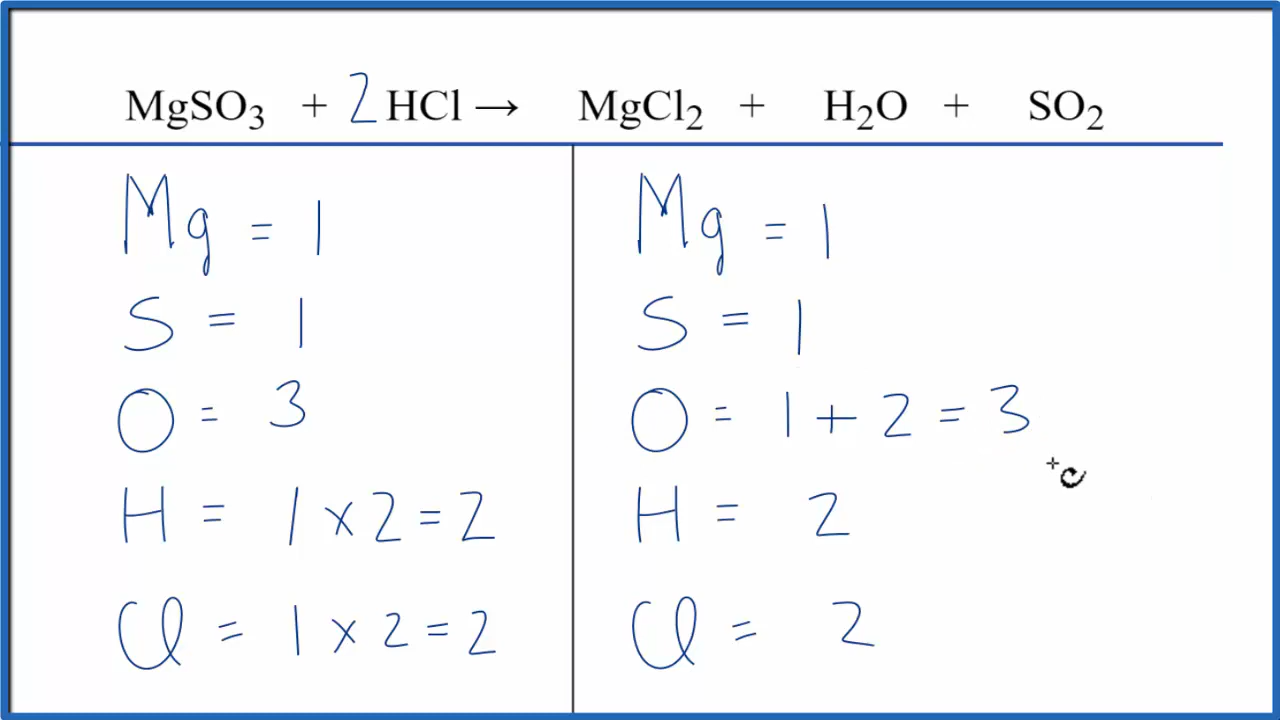 MgSO₃ + 2 HCl → MgCl₂ + H₂O + SO₂
Mg = 1
S = 1
O = 3
H = 1 x 2 = 2
Cl = 1 x 2 = 2
Mg = 1
S = 1
O = 1 + 2 = 3
H = 2
Cl = 2